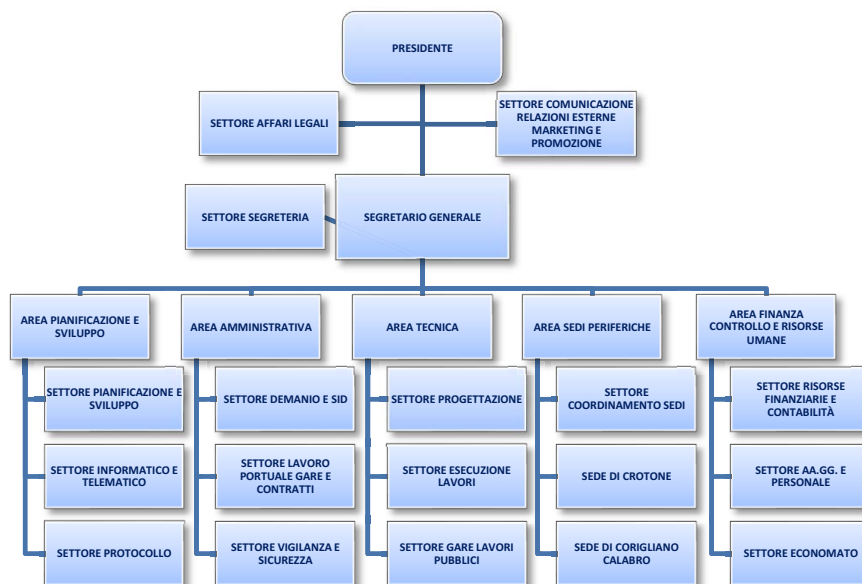 PRESIDENTE
SETTORE AFFARI LEGALI
SETTORE COMUNICAZIONE
RELAZIONI ESTERNE
MARKETING E
PROMOZIONE
SETTORE SEGRETERIA
SEGRETARIO GENERALE
AREA PIANIFICAZIONE E
SVILUPPO
AREA AMMINISTRATIVA
AREA TECNICA
AREA SEDI PERIFERICHE
AREA FINANZA
CONTROLLO E RISORSE
UMANE
SETTORE PIANIFICAZIONE E
SVILUPPO
SETTORE DEMANIO E SID
SETTORE PROGETTAZIONE
SETTORE
COORDINAMENTO SEDI
SETTORE RISORSE
FINANZIARIE E
CONTABILITÀ
SETTORE INFORMATICO E
TELEMATICO
SETTORE LAVORO
PORTUALE GARE E
CONTRATTI
SETTORE ESECUZIONE
LAVORI
SEDE DI CROTONE
SETTORE AA.GG. E
PERSONALE
SETTORE PROTOCOLLO
SETTORE VIGILANZA E
SICUREZZA
SETTORE GARE LAVORI
PUBBLICI
SEDE DI CORIGLIANO
CALABRO
SETTORE ECONOMATO